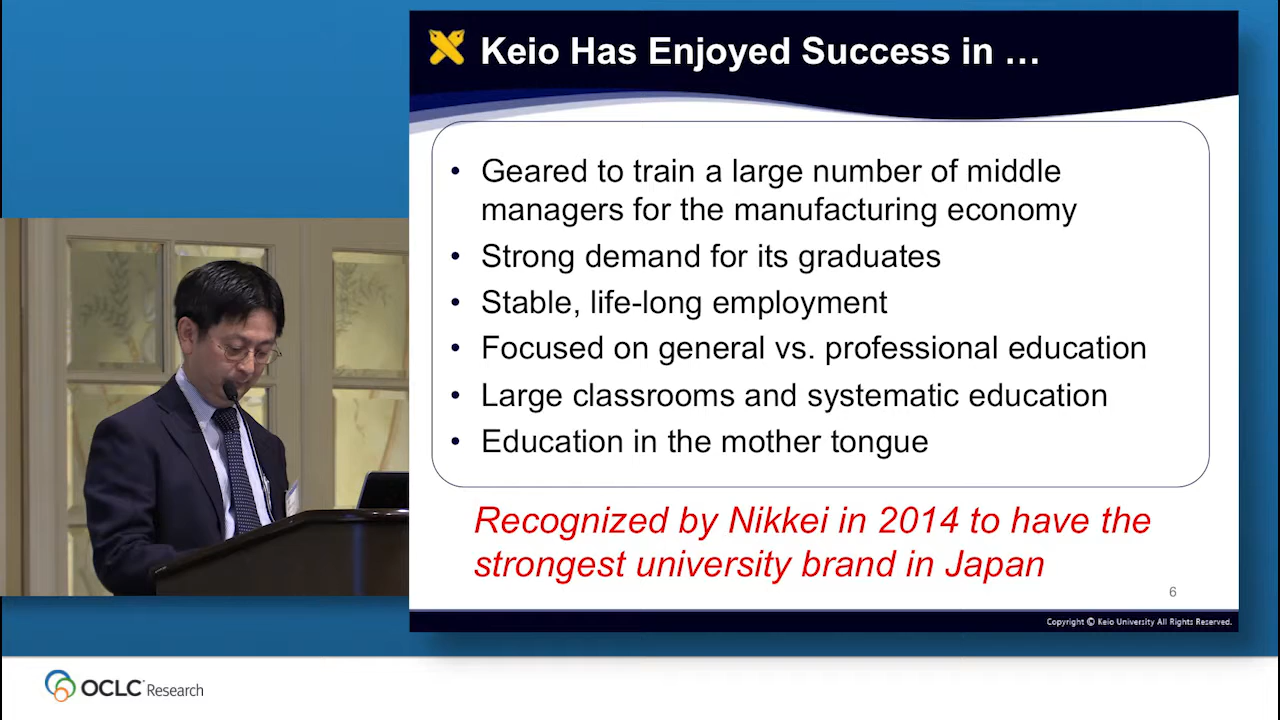 Keio Has Enjoyed Success in …
• Geared to train a large number of middle
managers for the manufacturing economy
• Strong demand for its graduates
• Stable, life-long employment
• Focused on general vs. professional education
• Large classrooms and systematic education
• Education in the mother tongue
Recognized by Nikkei in 2014 to have the
strongest university brand in Japan
6
Copyright © Keio University All Rights Reserved.
OCLC Research